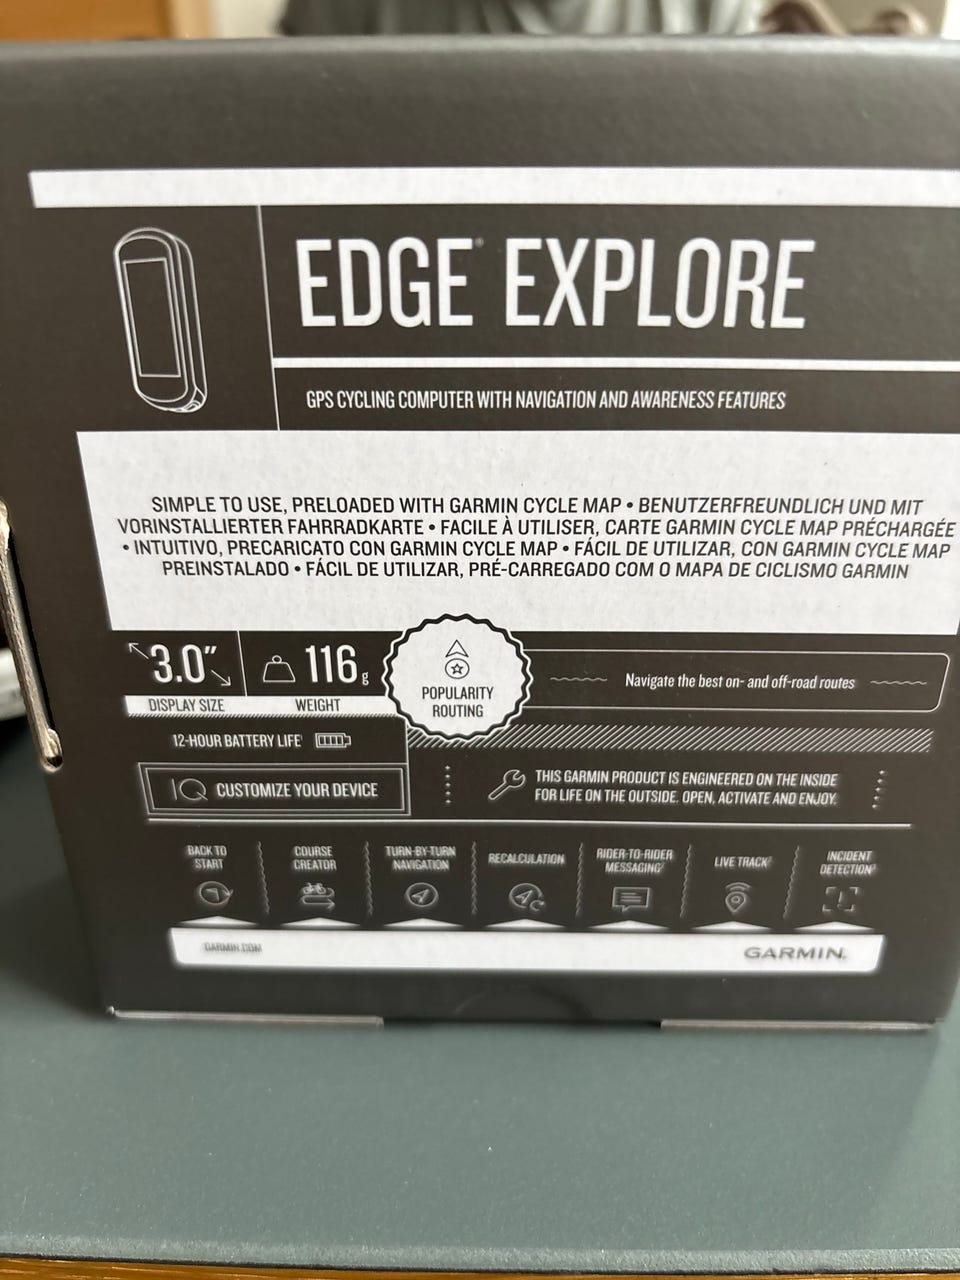 EDGE® EXPLORE
GPS CYCLING COMPUTER WITH NAVIGATION AND AWARENESS FEATURES
SIMPLE TO USE, PRELOADED WITH GARMIN CYCLE MAP • BENUTZERFREUNDLICH UND MIT
VORINSTALLIERTER FAHRRADKARTE • FACILE À UTILISER, CARTE GARMIN CYCLE MAP PRÉCHARGÉE
• INTUITIVO, PRECARICATO CON GARMIN CYCLE MAP • FÁCIL DE UTILIZAR, CON GARMIN CYCLE MAP
PREINSTALADO • FÁCIL DE UTILIZAR, PRÉ-CARREGADO COM O MAPA DE CICLISMO GARMIN
3.0"
DISPLAY SIZE
116g
WEIGHT
POPULARITY
ROUTING
Navigate the best on- and off-road routes
12-HOUR BATTERY LIFE¹
IQ CUSTOMIZE YOUR DEVICE
THIS GARMIN PRODUCT IS ENGINEERED ON THE INSIDE
FOR LIFE ON THE OUTSIDE. OPEN, ACTIVATE AND ENJOY.
BACK TO
START
COURSE
CREATOR
TURN-BY-TURN
NAVIGATION
RECALCULATION
RIDER-TO-RIDER
MESSAGING²
LIVE TRACK²
INCIDENT
DETECTION³
GARMIN.COM
GARMIN.